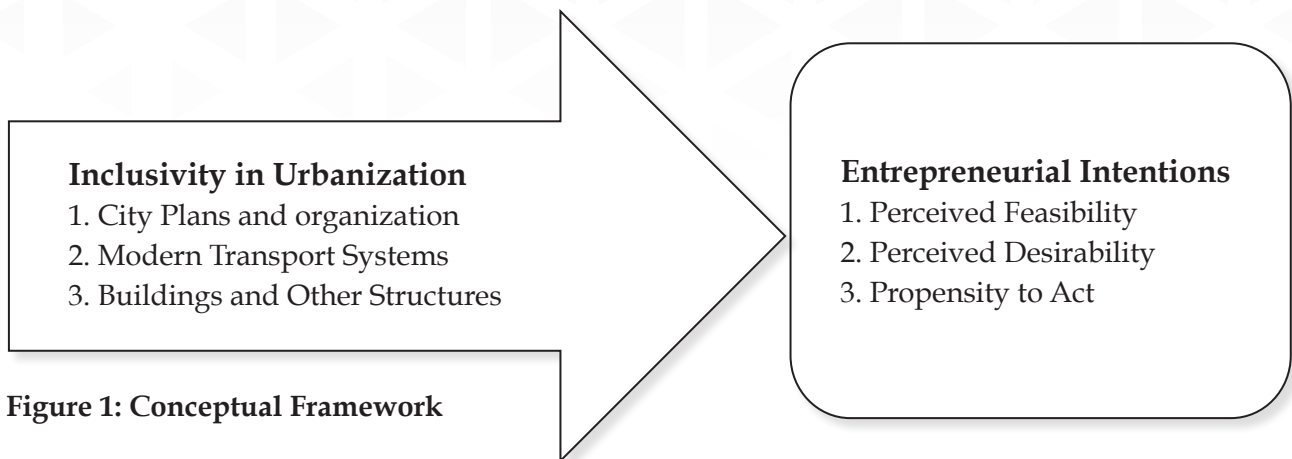 Inclusivity in Urbanization
1. City Plans and organization
2. Modern Transport Systems
3. Buildings and Other Structures
Entrepreneurial Intentions
1. Perceived Feasibility
2. Perceived Desirability
3. Propensity to Act
Figure 1: Conceptual Framework